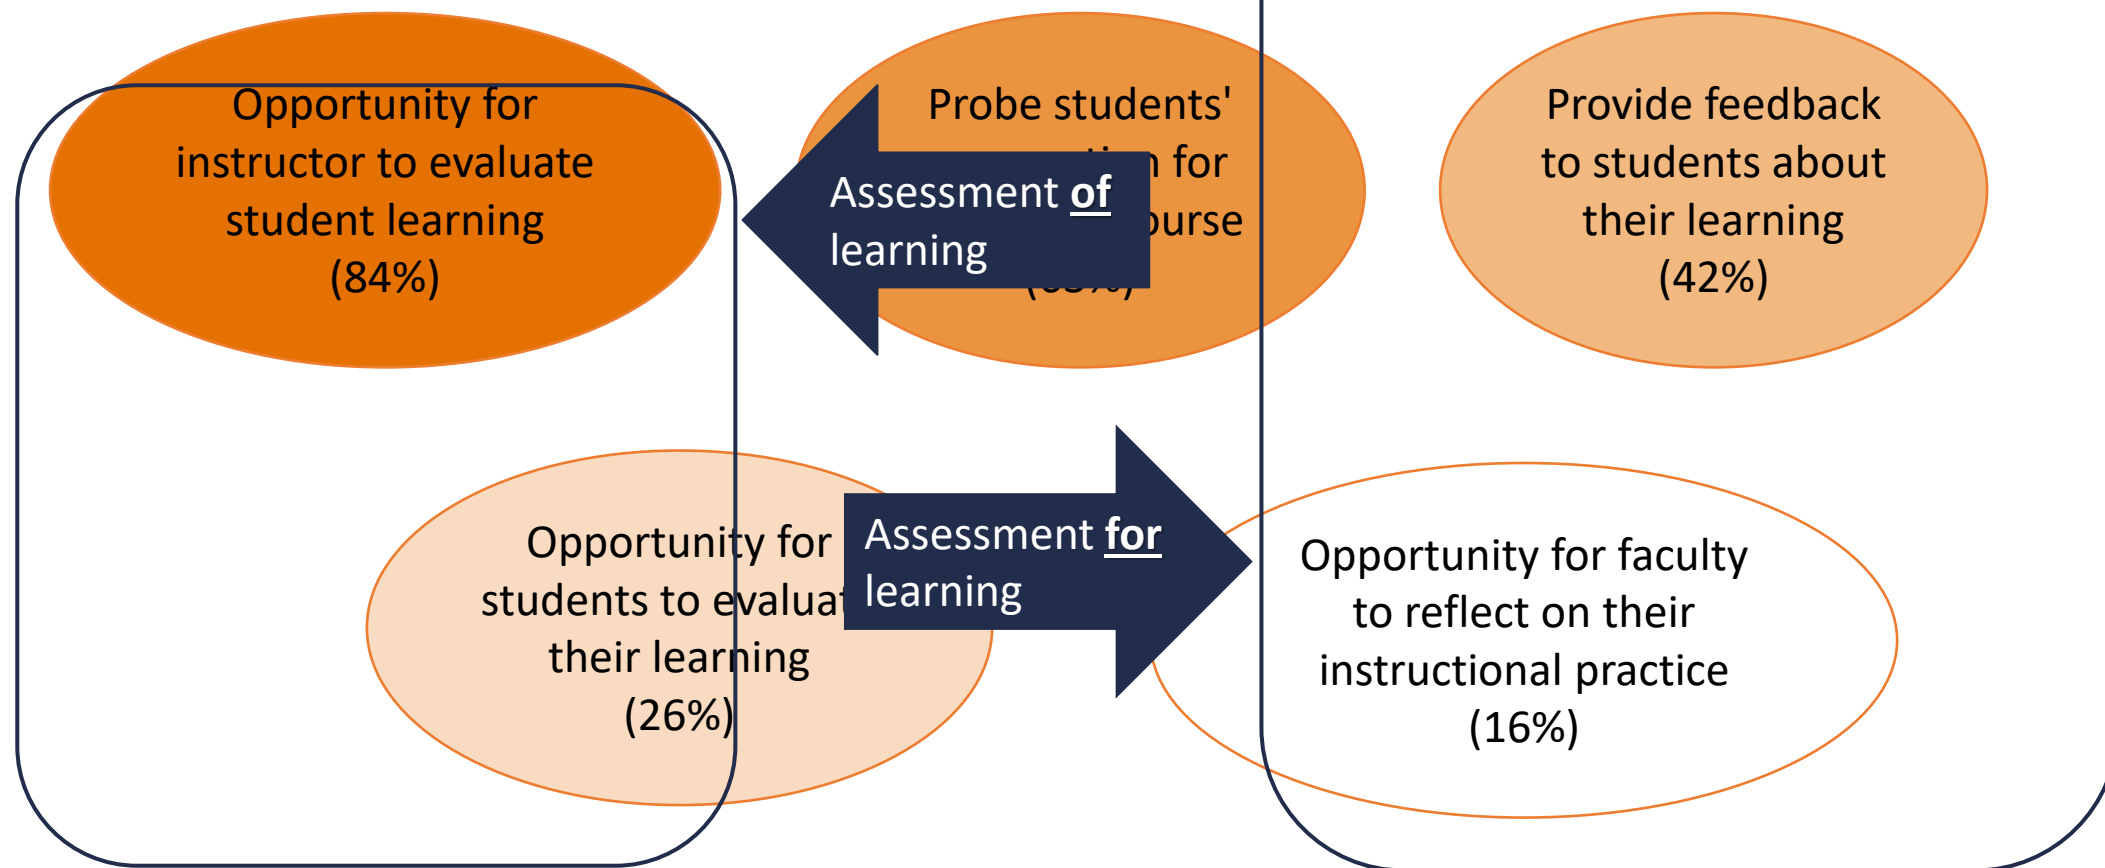 Opportunity for
instructor to evaluate
student learning
(84%)
Probe students'
for
Assessment of
learning
Provide feedback
to students about
their learning
(42%)
Opportunity for
students to
their learning
(26%)
Assessment for
learning
Opportunity for faculty
to reflect on their
instructional practice
(16%)